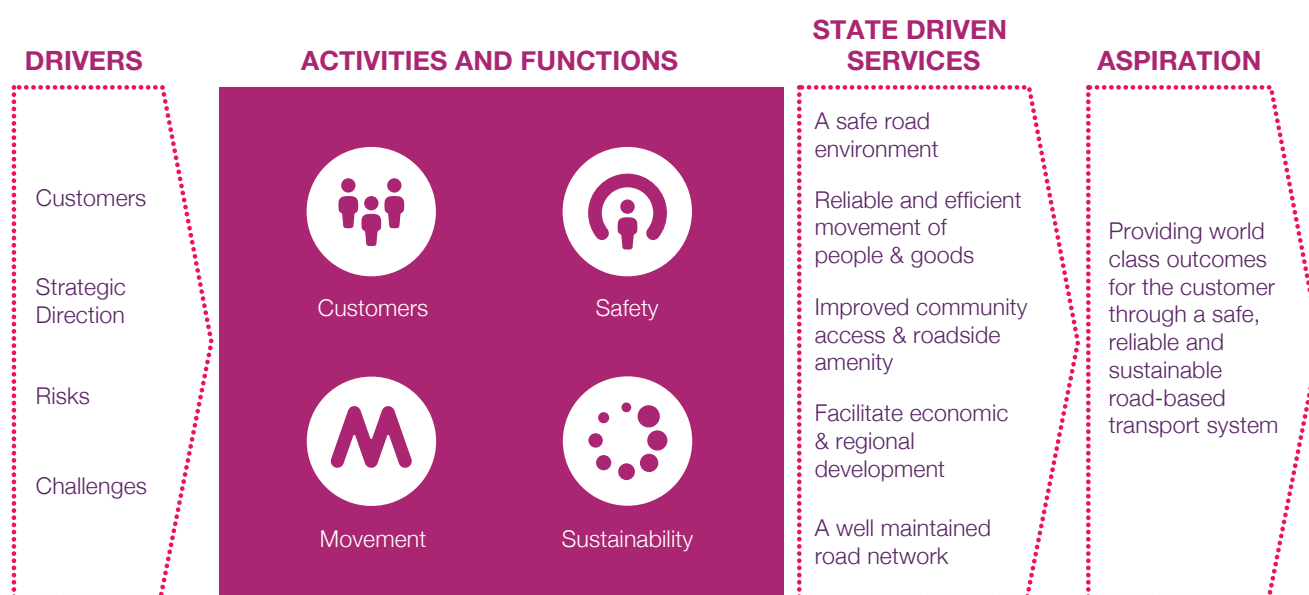 DRIVERS
Customers
Strategic
Direction
Risks
Challenges
ACTIVITIES AND FUNCTIONS
Customers
Safety
Movement
Sustainability
STATE DRIVEN
SERVICES
A safe road
environment
Reliable and efficient
movement of
people & goods
Improved community
access & roadside
amenity
Facilitate economic
& regional
development
A well maintained
road network
ASPIRATION
Providing world
class outcomes
for the customer
through a safe,
reliable and
sustainable
road-based
transport system